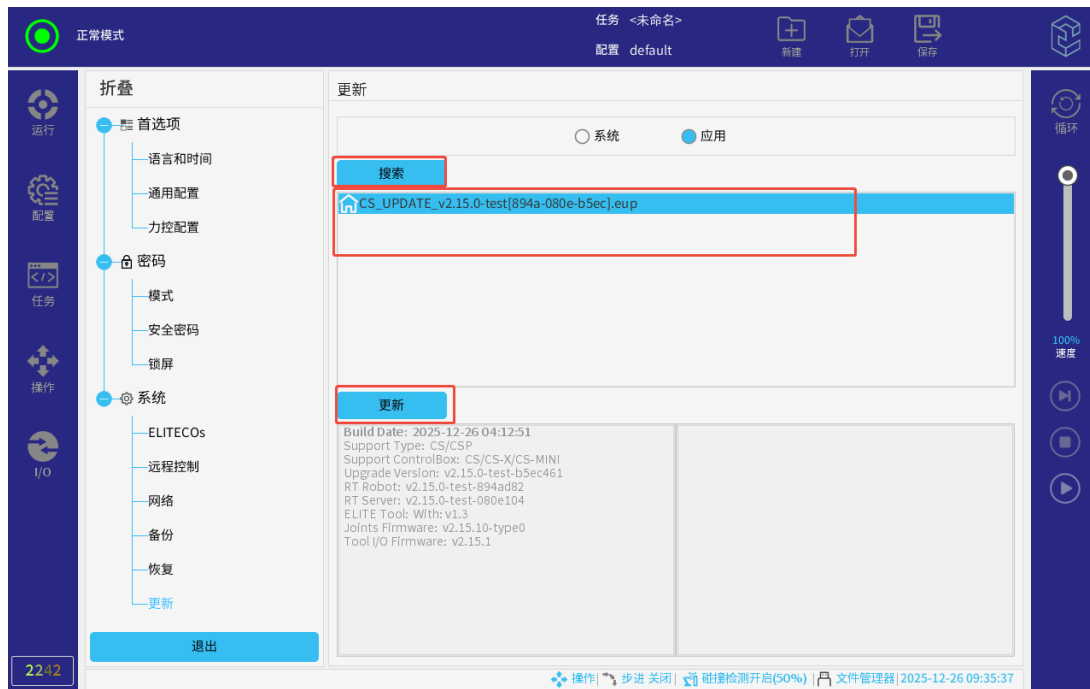 正常模式
任务 <未命名>
配置 default
新建
打开
保存
运行
配置
任务
操作
I/O
2242
折叠
首选项
语言和时间
通用配置
力控配置
密码
模式
安全密码
锁屏
系统
ELITECOs
远程控制
网络
备份
恢复
更新
退出
更新
系统
应用
搜索
CS_UPDATE_v2.15.0-test[894a-080e-b5ec].eup
更新
Build Date: 2025-12-26 04:12:51
Support Type: CS/CSP
Support ControlBox: CS/CS-X/CS-MINI
Upgrade Version: v2.15.0-test-b5ec461
RT Robot: v2.15.0-test-894ad82
RT Server: v2.15.0-test-080e104
ELITE Tool: With: v1.3
Joints Firmware: v2.15.10-type0
Tool I/O Firmware: v2.15.1
循环
100%
速度
操作| 步进 关闭| 碰撞检测开启(50%) | 文件管理器|2025-12-26 09:35:37